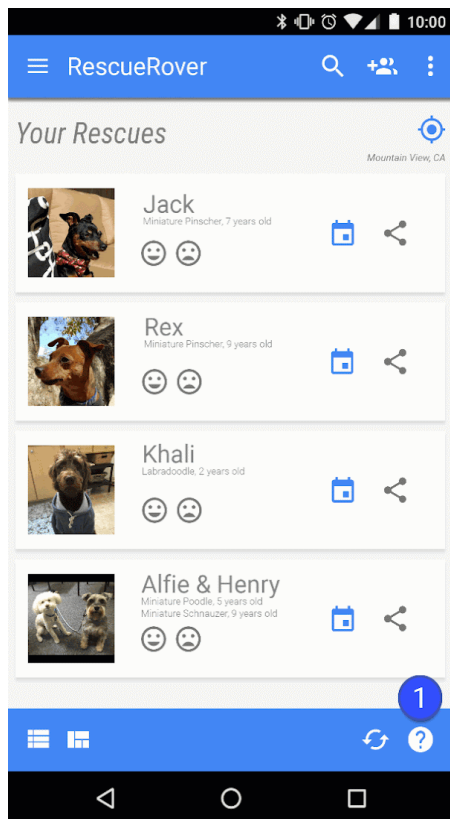 10:00
RescueRover
Your Rescues
Mountain View, CA
Jack
Miniature Pinscher, 7 years old
Rex
Miniature Pinscher, 9 years old
Khali
Labradoodle, 2 years old
Alfie & Henry
Miniature Poodle, 5 years old
Miniature Schnauzer, 9 years old
1
?